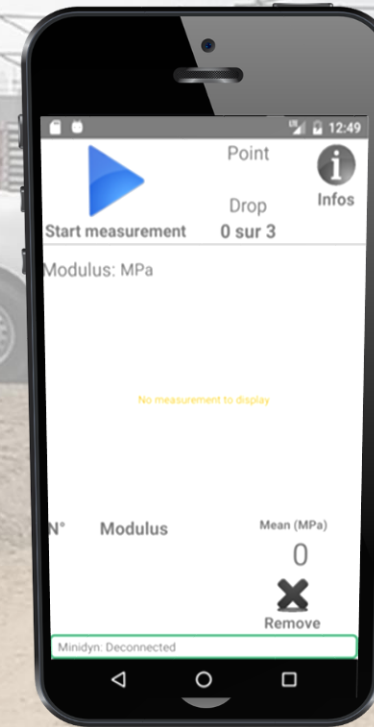 12:49
Point
Infos
Drop
Start measurement
0 sur 3
Modulus: MPa
No measurement to display
N° Modulus Mean (MPa)
0
Remove
Minidyn: Deconnected